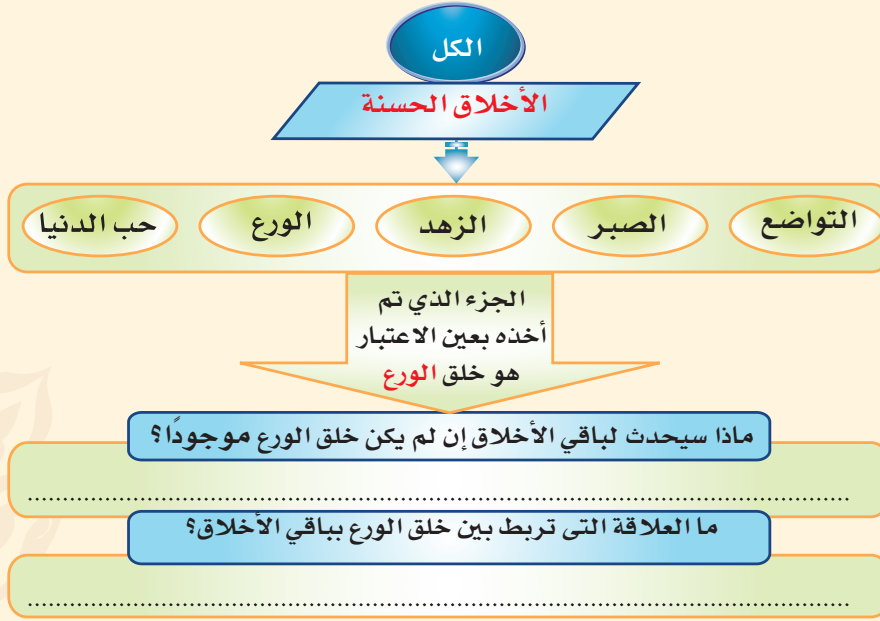 الكل
الأخلاق الحسنة
التواضع الصبر الزهد الورع حب الدنيا
الجزء الذي تم
أخذه بعين الاعتبار
هو خلق الورع
ماذا سيحدث لباقي الأخلاق إن لم يكن خلق الورع موجودًا؟
................................................................................
ما العلاقة التى تربط بين خلق الورع بباقي الأخلاق؟
................................................................................